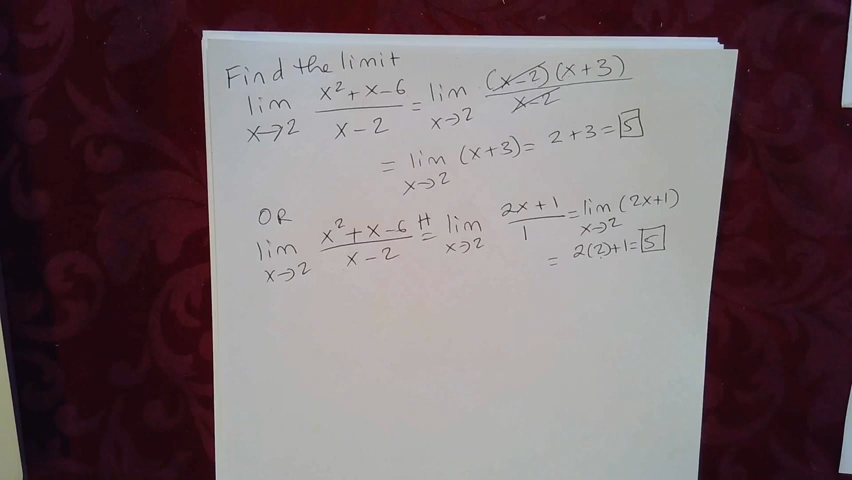 Find the limit
lim x→2 (x² + x - 6)/(x - 2) = lim x→2 (x-2)(x+3)/(x-2)
= lim x→2 (x+3) = 2+3 = 5
OR
lim x→2 (x² + x - 6)/(x - 2) H= lim x→2 (2x+1)/1 = lim x→2 (2x+1)
= 2(2)+1 = 5